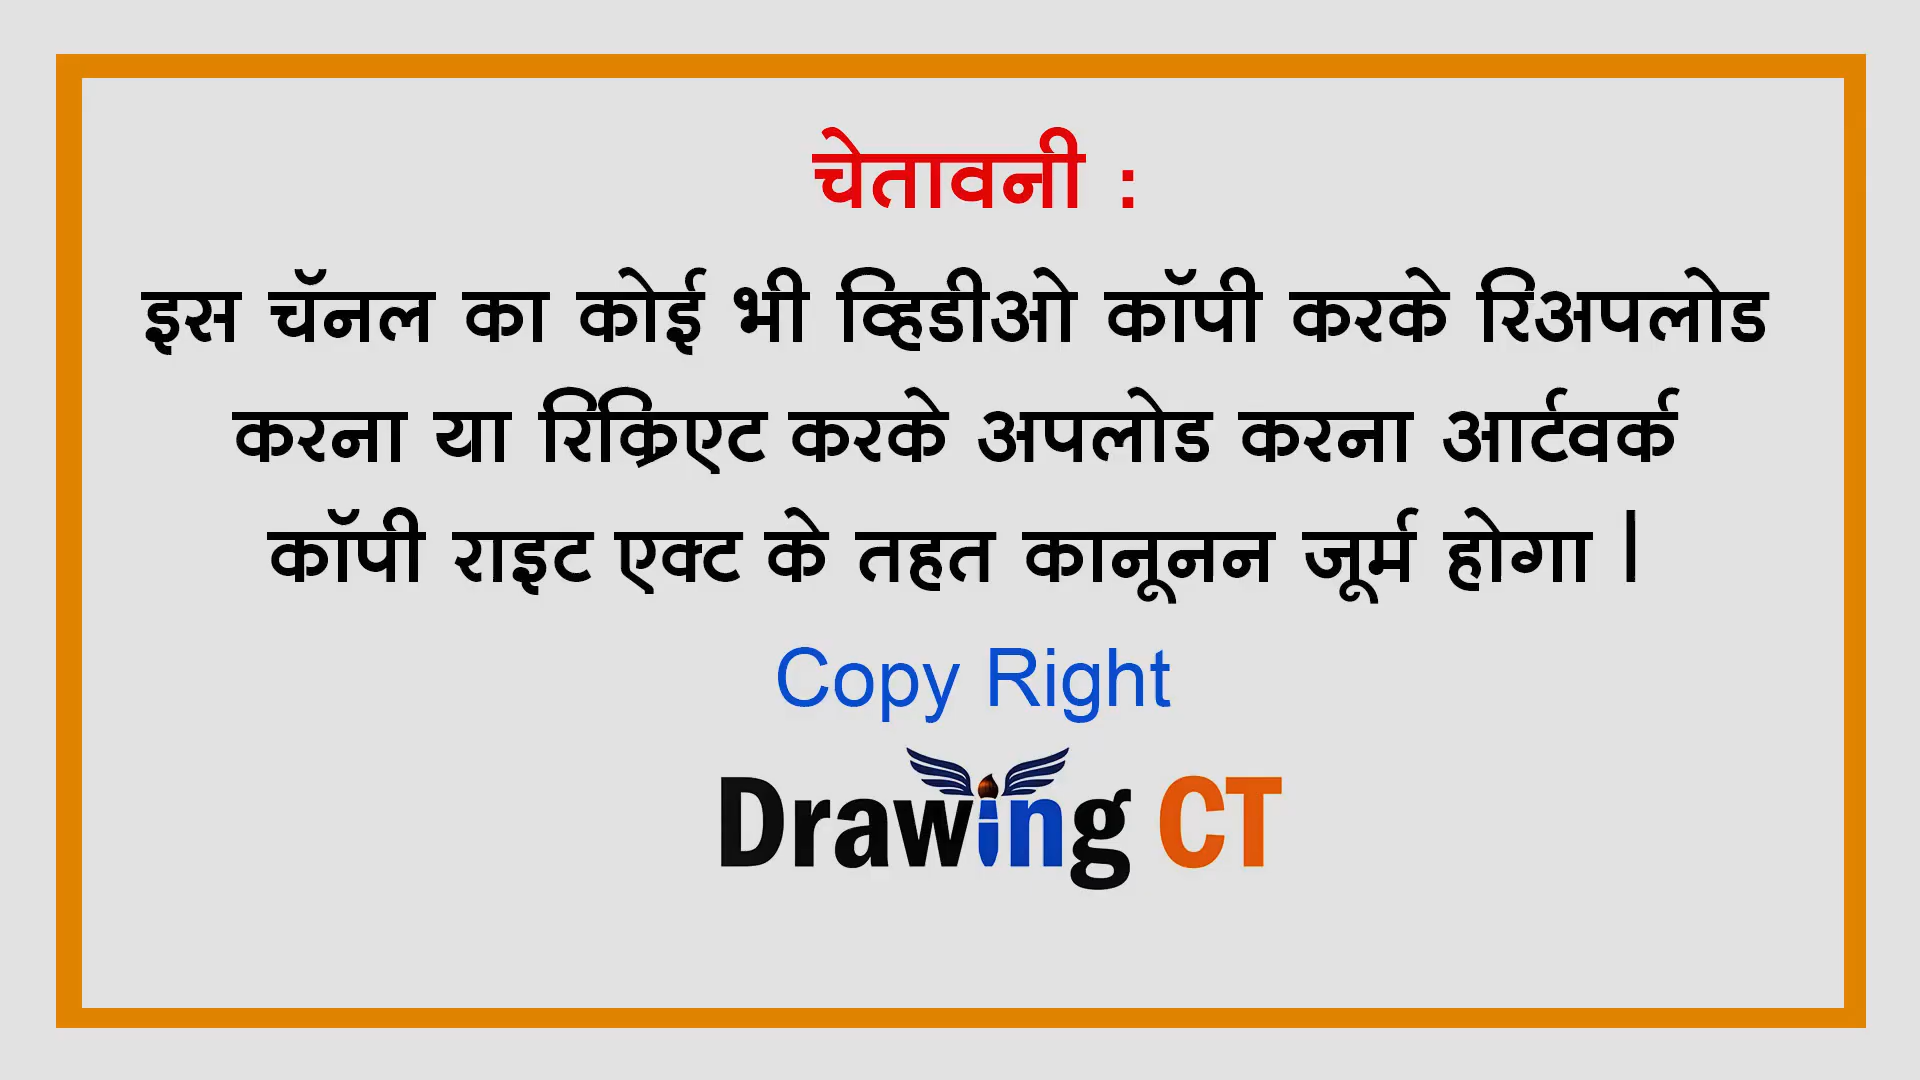 चेतावनी :
इस चॅनल का कोई भी व्हिडीओ कॉपी करके रिअपलोड
करना या रिक्रिएट करके अपलोड करना आर्टवर्क
कॉपी राइट एक्ट के तहत कानूनन जूर्म होगा |
Copy Right
Drawing CT